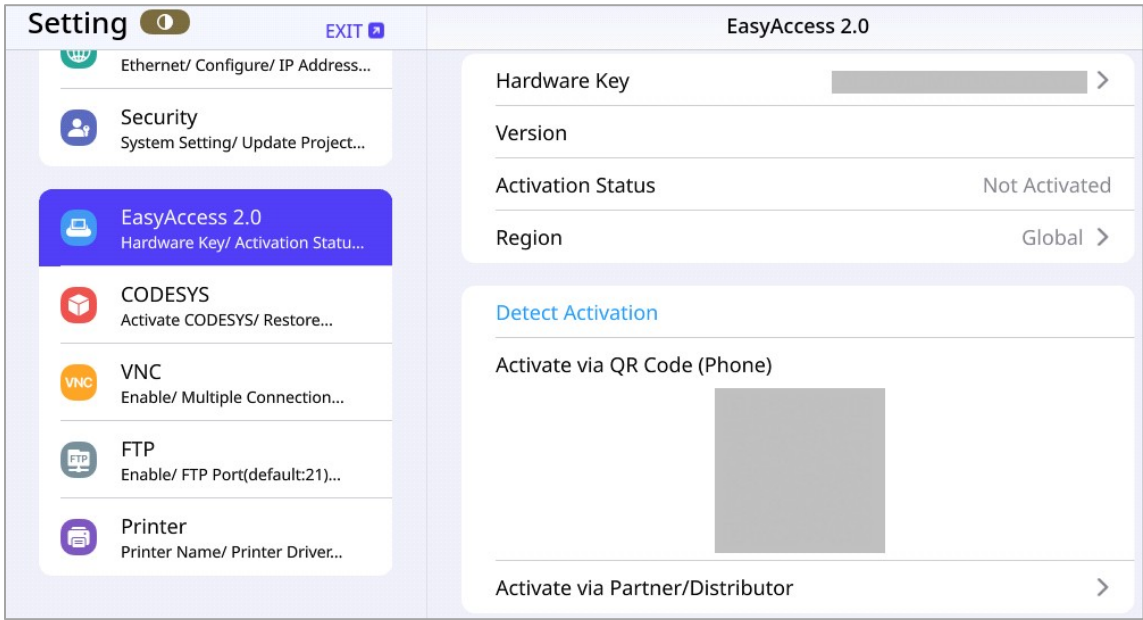 Setting
EXIT
Ethernet/ Configure/ IP Address...
Security
System Setting/ Update Project...
EasyAccess 2.0
Hardware Key/ Activation Statu...
CODESYS
Activate CODESYS/ Restore...
VNC
VNC
Enable/ Multiple Connection...
FTP
FTP
Enable/ FTP Port(default:21)...
Printer
Printer Name/ Printer Driver...
EasyAccess 2.0
Hardware Key
Version
Activation Status Not Activated
Region Global
Detect Activation
Activate via QR Code (Phone)
Activate via Partner/Distributor